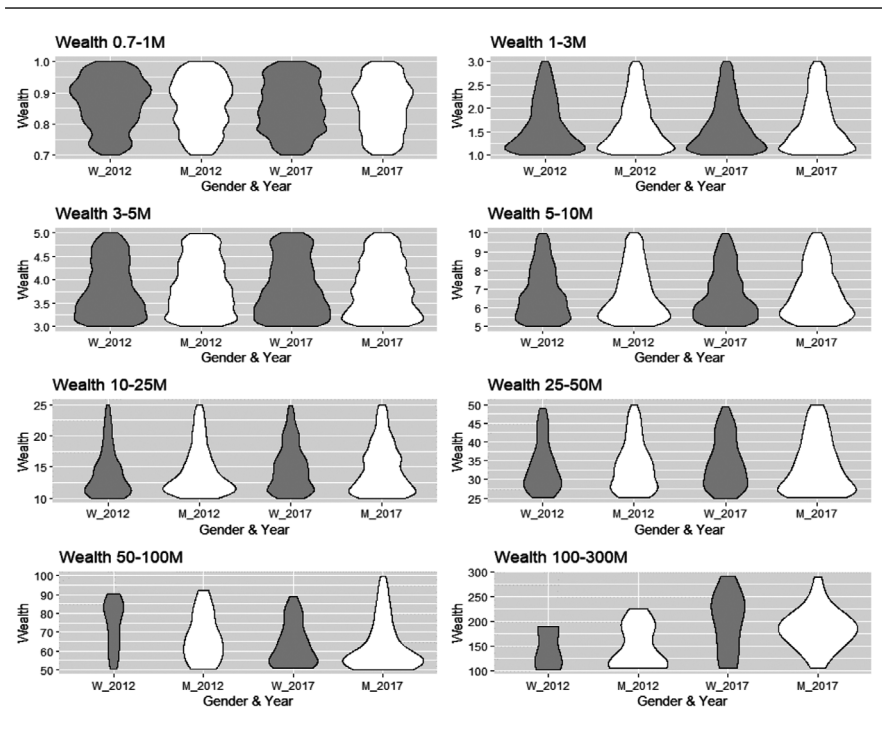 Wealth 0.7-1M
1.0
0.9
0.8
0.7
Wealth
W_2012 M_2012 W_2017 M_2017
Gender & Year
Wealth 1-3M
3.0
2.5
2.0
1.5
1.0
Wealth
W_2012 M_2012 W_2017 M_2017
Gender & Year
Wealth 3-5M
5.0
4.5
4.0
3.5
3.0
Wealth
W_2012 M_2012 W_2017 M_2017
Gender & Year
Wealth 5-10M
10
9
8
7
6
5
Wealth
W_2012 M_2012 W_2017 M_2017
Gender & Year
Wealth 10-25M
25
20
15
10
Wealth
W_2012 M_2012 W_2017 M_2017
Gender & Year
Wealth 25-50M
50
45
40
35
30
25
Wealth
W_2012 M_2012 W_2017 M_2017
Gender & Year
Wealth 50-100M
100
90
80
70
60
50
Wealth
W_2012 M_2012 W_2017 M_2017
Gender & Year
Wealth 100-300M
300
250
200
150
100
Wealth
W_2012 M_2012 W_2017 M_2017
Gender & Year